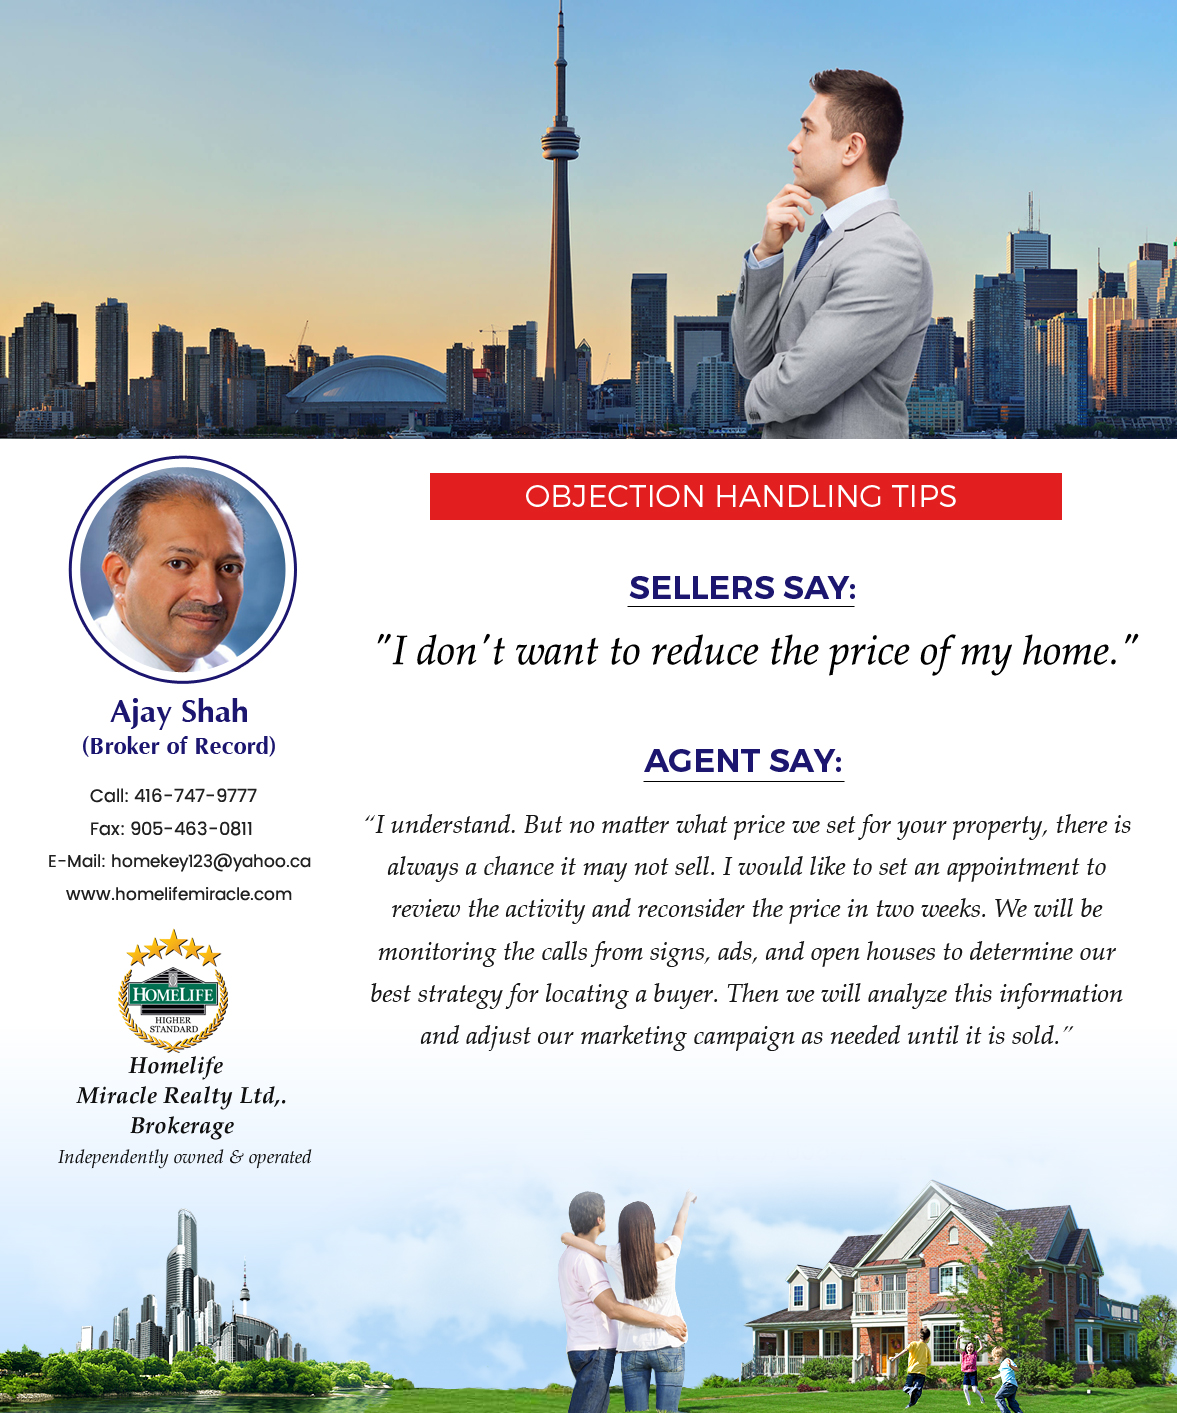 OBJECTION HANDLING TIPS
SELLERS SAY:
"I don't want to reduce the price of my home."
AGENT SAY:
“I understand. But no matter what price we set for your property, there is
always a chance it may not sell. I would like to set an appointment to
review the activity and reconsider the price in two weeks. We will be
monitoring the calls from signs, ads, and open houses to determine our
best strategy for locating a buyer. Then we will analyze this information
and adjust our marketing campaign as needed until it is sold.”
Ajay Shah
(Broker of Record)
Call: 416-747-9777
Fax: 905-463-0811
E-Mail: homekey123@yahoo.ca
www.homelifemiracle.com
HOMELIFE
HIGHER
STANDARD
Homelife
Miracle Realty Ltd,.
Brokerage
Independently owned & operated